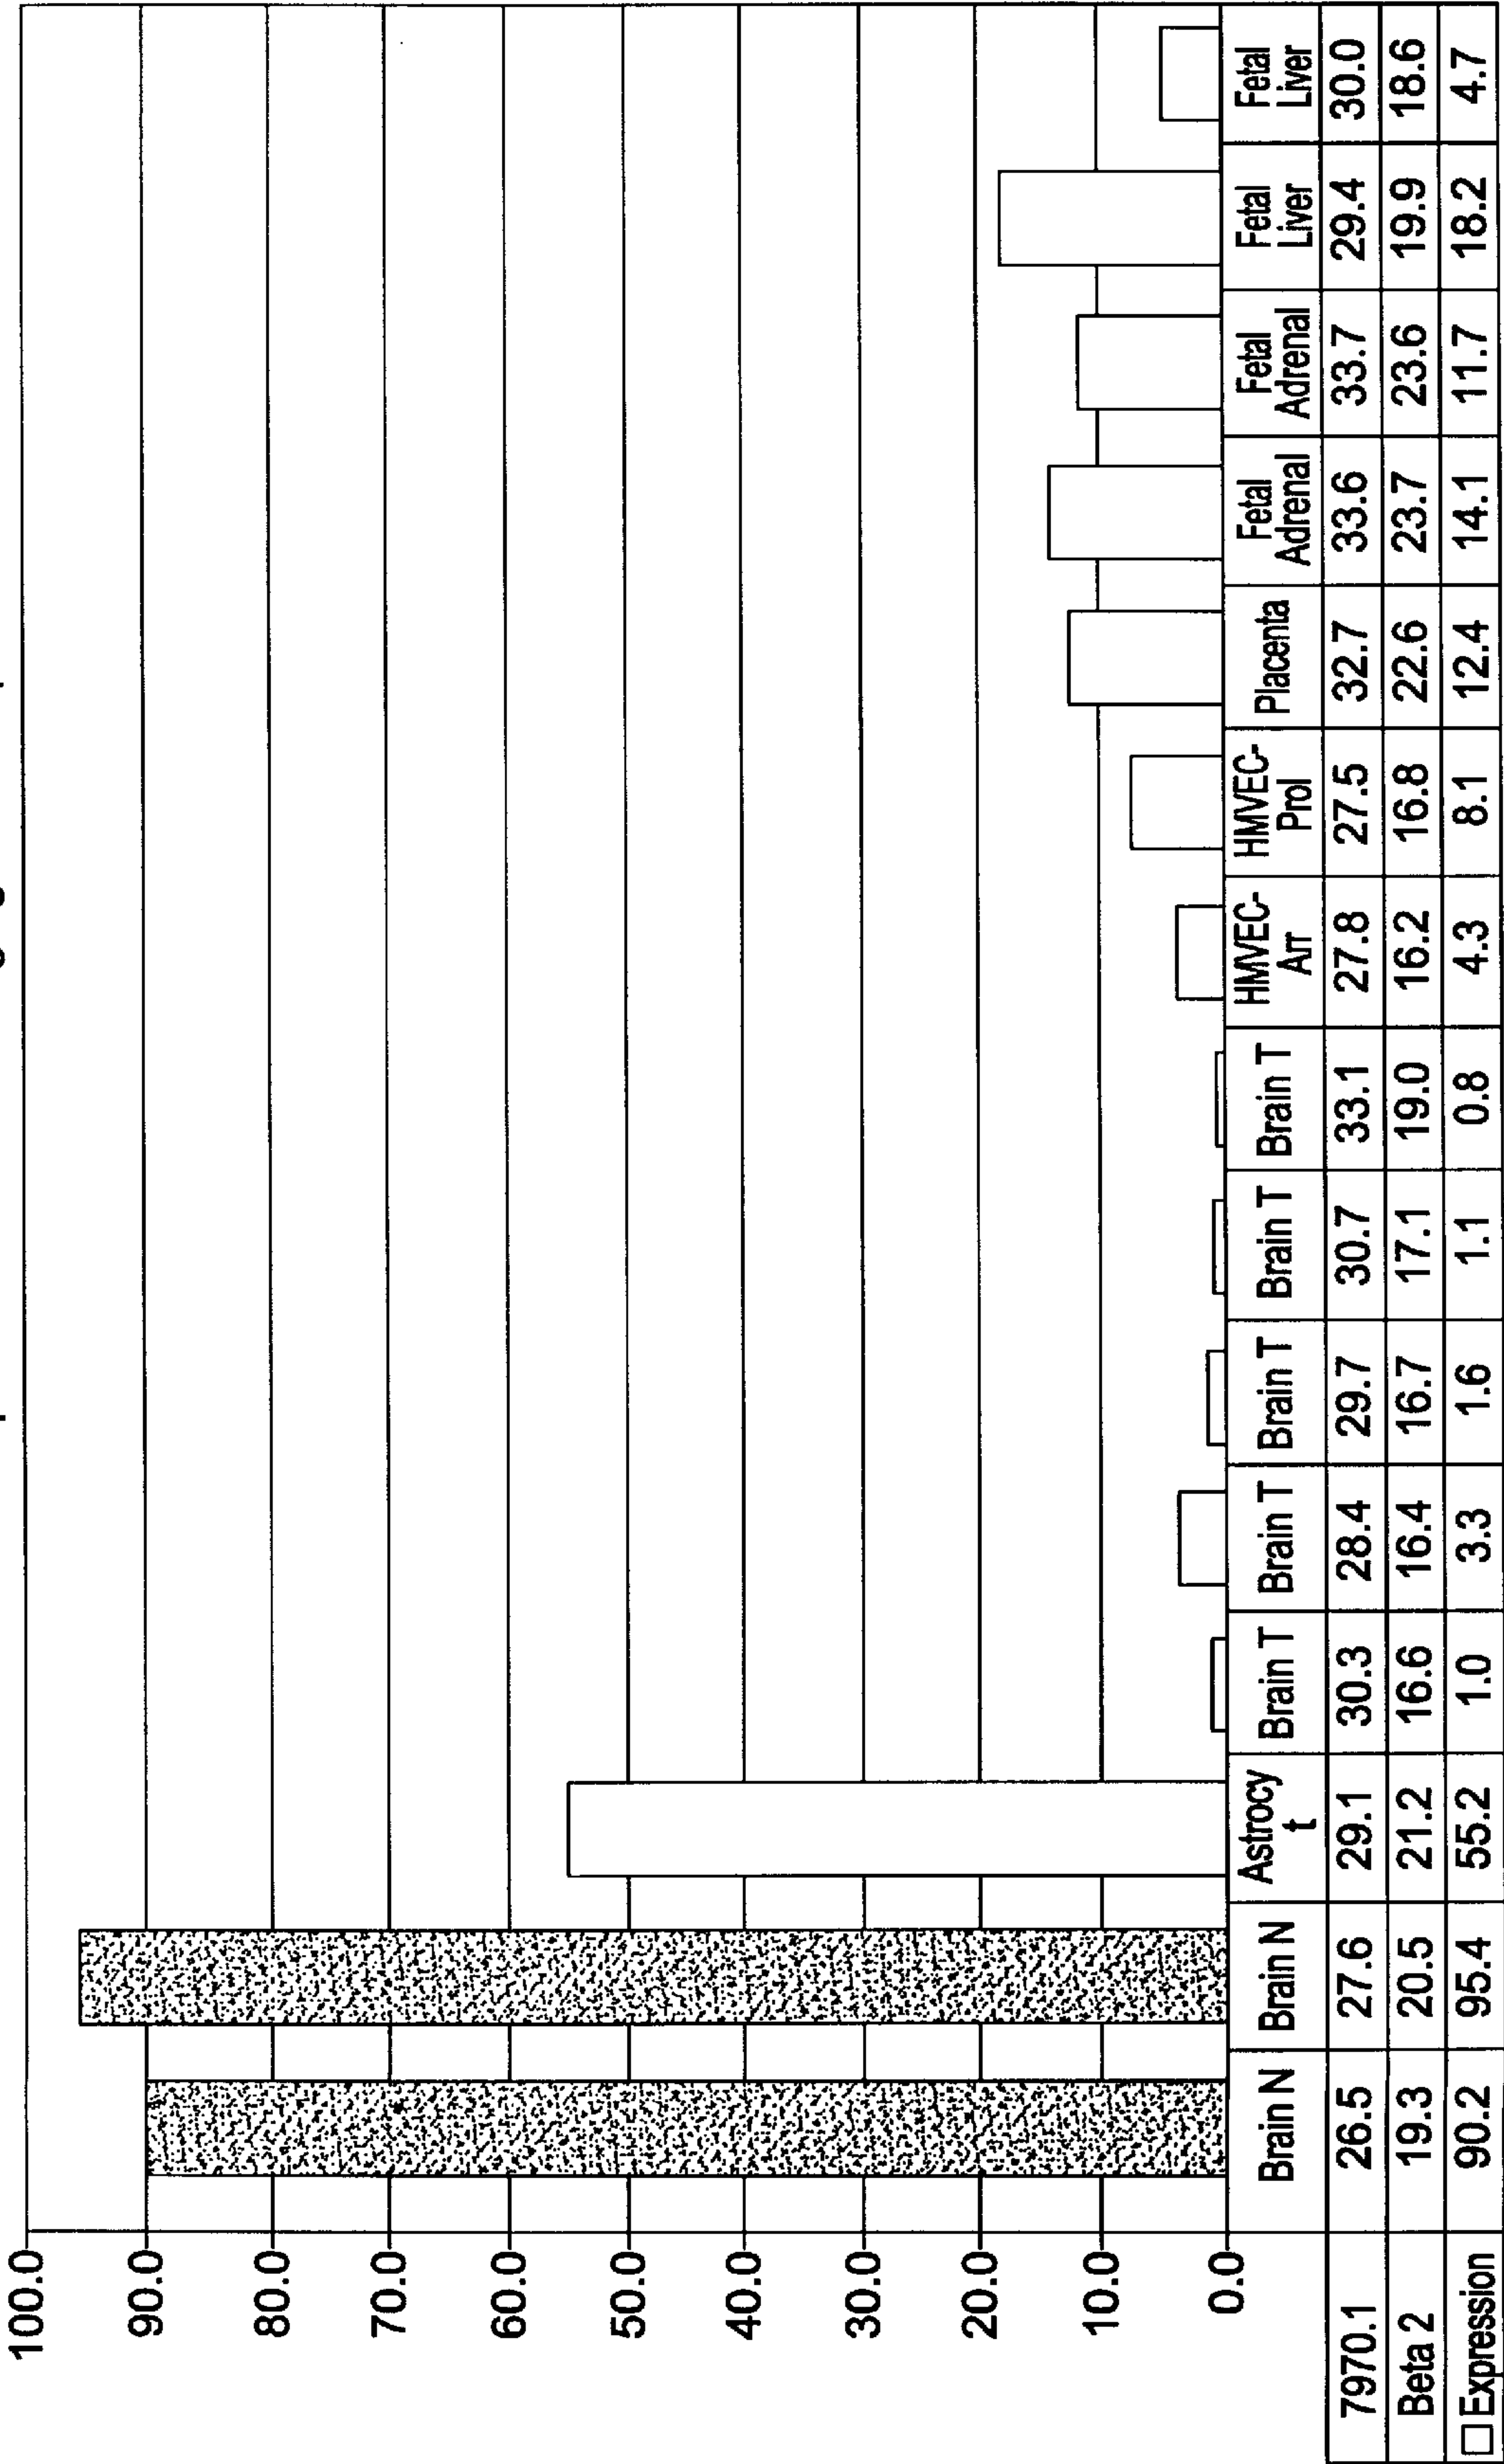 100.0
90.0
80.0
70.0
60.0
50.0
40.0
30.0
20.0
10.0
0.0
Brain N Brain N Astrocy t Brain T Brain T Brain T Brain T Brain T HMVEC-Arr HMVEC-Prol Placenta Fetal Adrenal Fetal Adrenal Fetal Liver Fetal Liver
7970.1 26.5 27.6 29.1 30.3 28.4 29.7 30.7 33.1 27.8 27.5 32.7 33.6 33.7 29.4 30.0
Beta 2 19.3 20.5 21.2 16.6 16.4 16.7 17.1 19.0 16.2 16.8 22.6 23.7 23.6 19.9 18.6
Expression 90.2 95.4 55.2 1.0 3.3 1.6 1.1 0.8 4.3 8.1 12.4 14.1 11.7 18.2 4.7